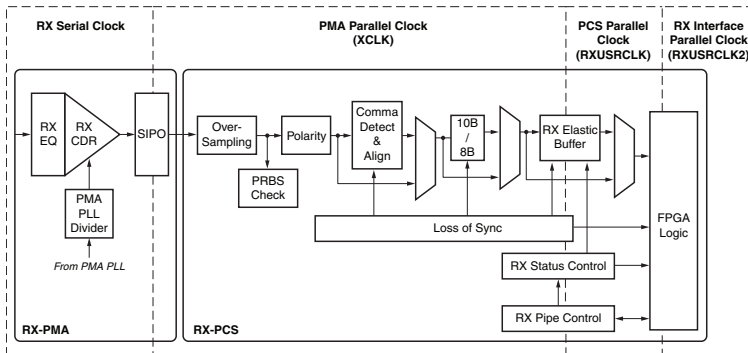 RX Serial Clock
PMA Parallel Clock
(XCLK)
PCS Parallel
Clock
(RXUSRCLK)
RX Interface
Parallel Clock
(RXUSRCLK2)
RX
EQ
RX
CDR
SIPO
Over-
Sampling
Polarity
Comma
Detect
&
Align
10B
/
8B
RX Elastic
Buffer
PRBS
Check
PMA
PLL
Divider
From PMA PLL
Loss of Sync
FPGA
Logic
RX Status Control
RX Pipe Control
RX-PMA
RX-PCS